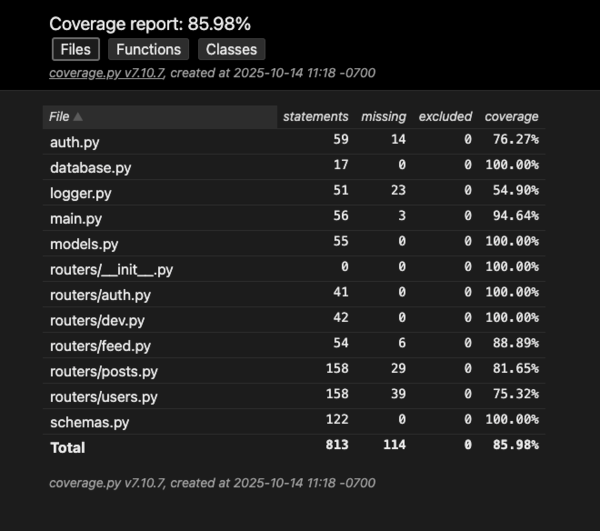 Coverage report: 85.98%
Files Functions Classes
coverage.py v7.10.7, created at 2025-10-14 11:18 -0700
File ▲ statements missing excluded coverage
auth.py 59 14 0 76.27%
database.py 17 0 0 100.00%
logger.py 51 23 0 54.90%
main.py 56 3 0 94.64%
models.py 55 0 0 100.00%
routers/__init__.py 0 0 0 100.00%
routers/auth.py 41 0 0 100.00%
routers/dev.py 42 0 0 100.00%
routers/feed.py 54 6 0 88.89%
routers/posts.py 158 29 0 81.65%
routers/users.py 158 39 0 75.32%
schemas.py 122 0 0 100.00%
Total 813 114 0 85.98%
coverage.py v7.10.7, created at 2025-10-14 11:18 -0700